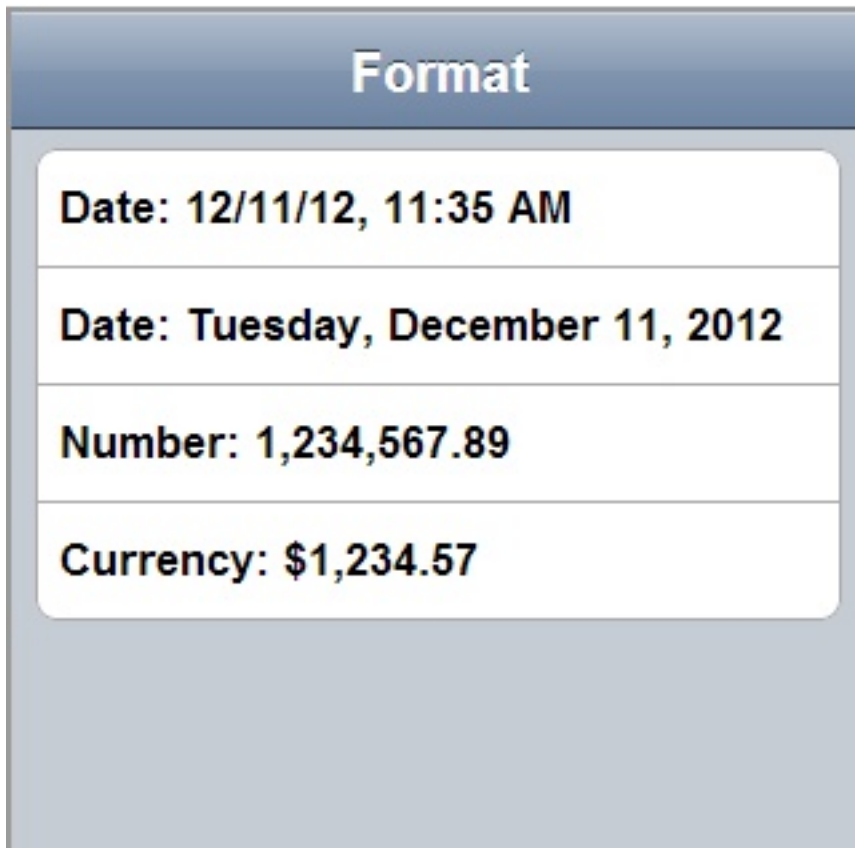 Format
Date: 12/11/12, 11:35 AM
Date: Tuesday, December 11, 2012
Number: 1,234,567.89
Currency: $1,234.57